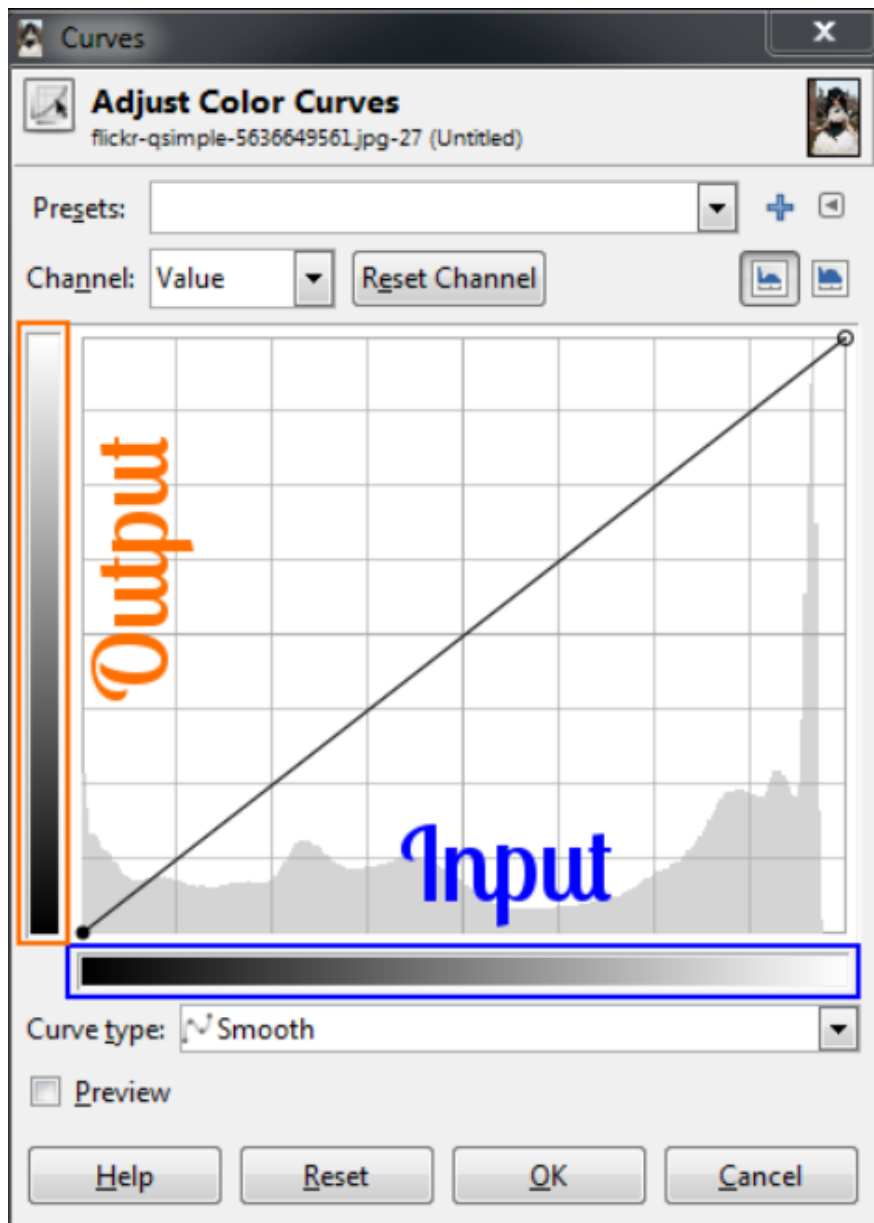 Curves
Adjust Color Curves
flickr-qsimple-5636649561.jpg-27 (Untitled)
Presets:
Channel: Value Reset Channel
Output
Input
Curve type: Smooth
Preview
Help Reset OK Cancel